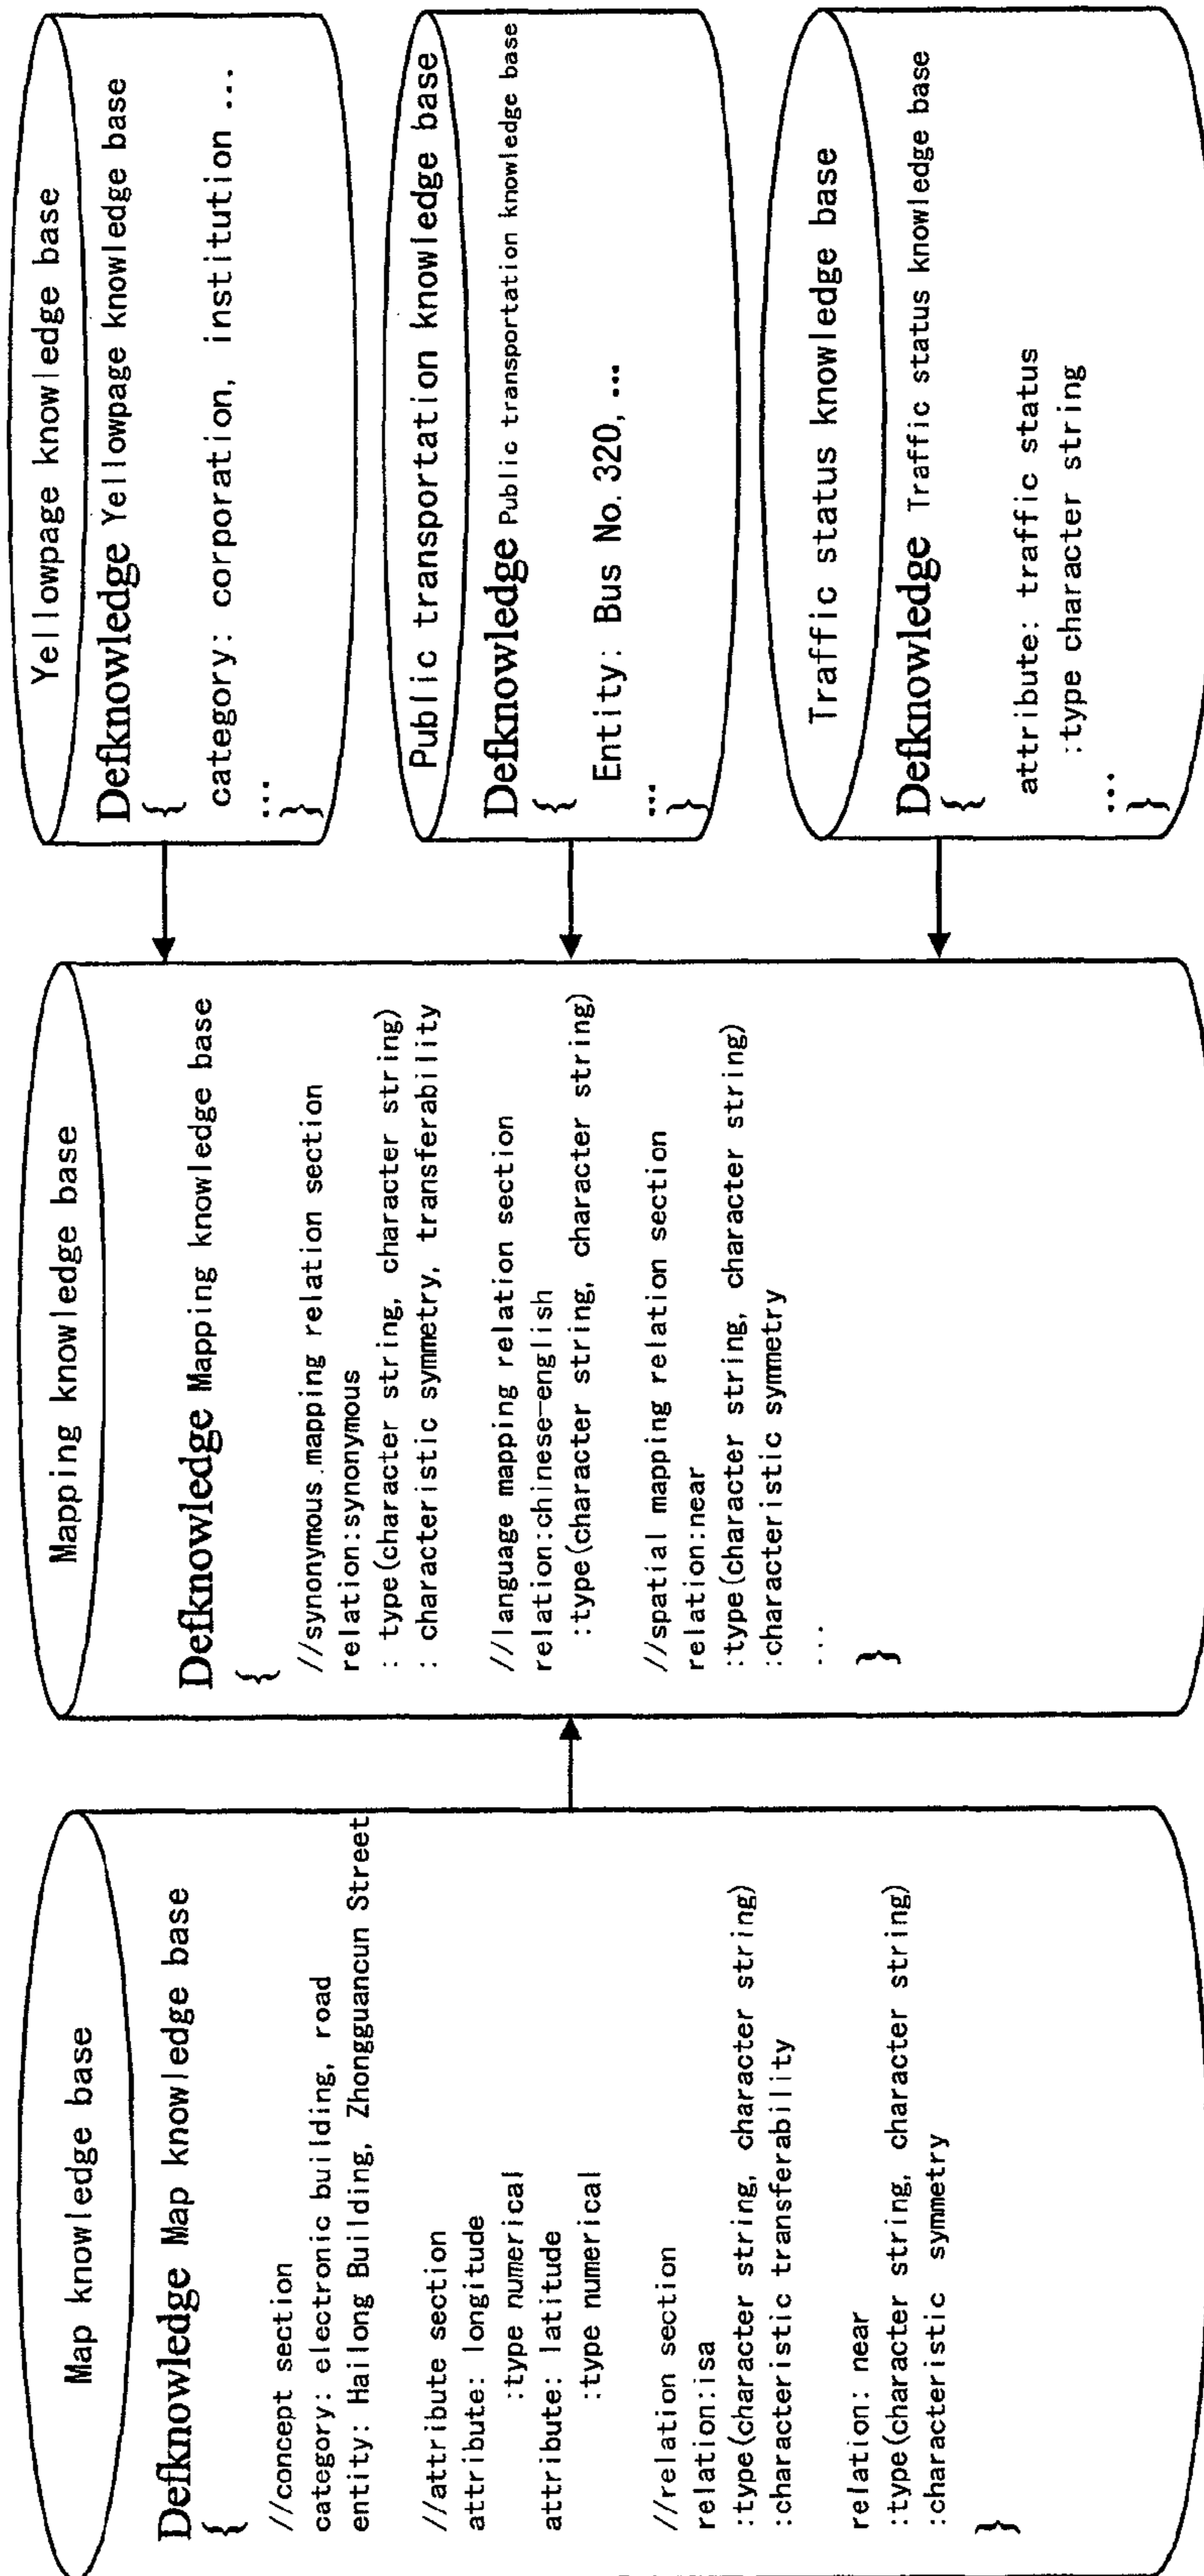 Map knowledge base
Defknowledge Map knowledge base
{
//concept section
category: electronic building, road
entity: Hailong Building, Zhongguancun Street
//attribute section
attribute: longitude
:type numerical
attribute: latitude
:type numerical
//relation section
relation:isa
:type(character string, character string)
:characteristic transferability
relation: near
:type(character string, character string)
:characteristic symmetry
}
Mapping knowledge base
Defknowledge Mapping knowledge base
{
//synonymous mapping relation section
relation:synonymous
: type(character string, character string)
: characteristic symmetry, transferability
//language mapping relation section
relation:chinese-english
:type(character string, character string)
//spatial mapping relation section
relation:near
:type(character string, character string)
:characteristic symmetry
...
}
Yellowpage knowledge base
Defknowledge Yellowpage knowledge base
{
category: corporation, institution ...
...
}
Public transportation knowledge base
Defknowledge Public transportation knowledge base
{
Entity: Bus No. 320, ...
...
}
Traffic status knowledge base
Defknowledge Traffic status knowledge base
{
attribute: traffic status
:type character string
...
}